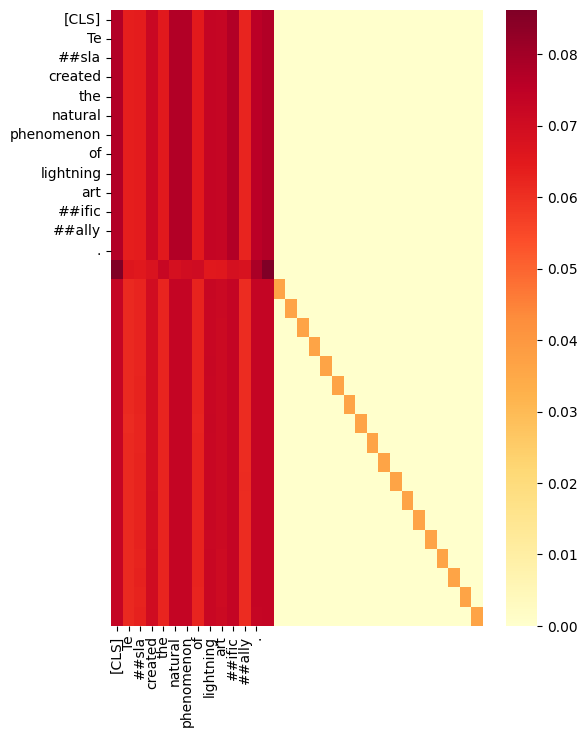 [CLS]
Te
##sla
created
the
natural
phenomenon
of
lightning
art
##ific
##ally
.
0.08
0.07
0.06
0.05
0.04
0.03
0.02
0.01
0.00
[CLS]
Te
##sla
created
the
natural
phenomenon
of
lightning
art
##ific
##ally
.